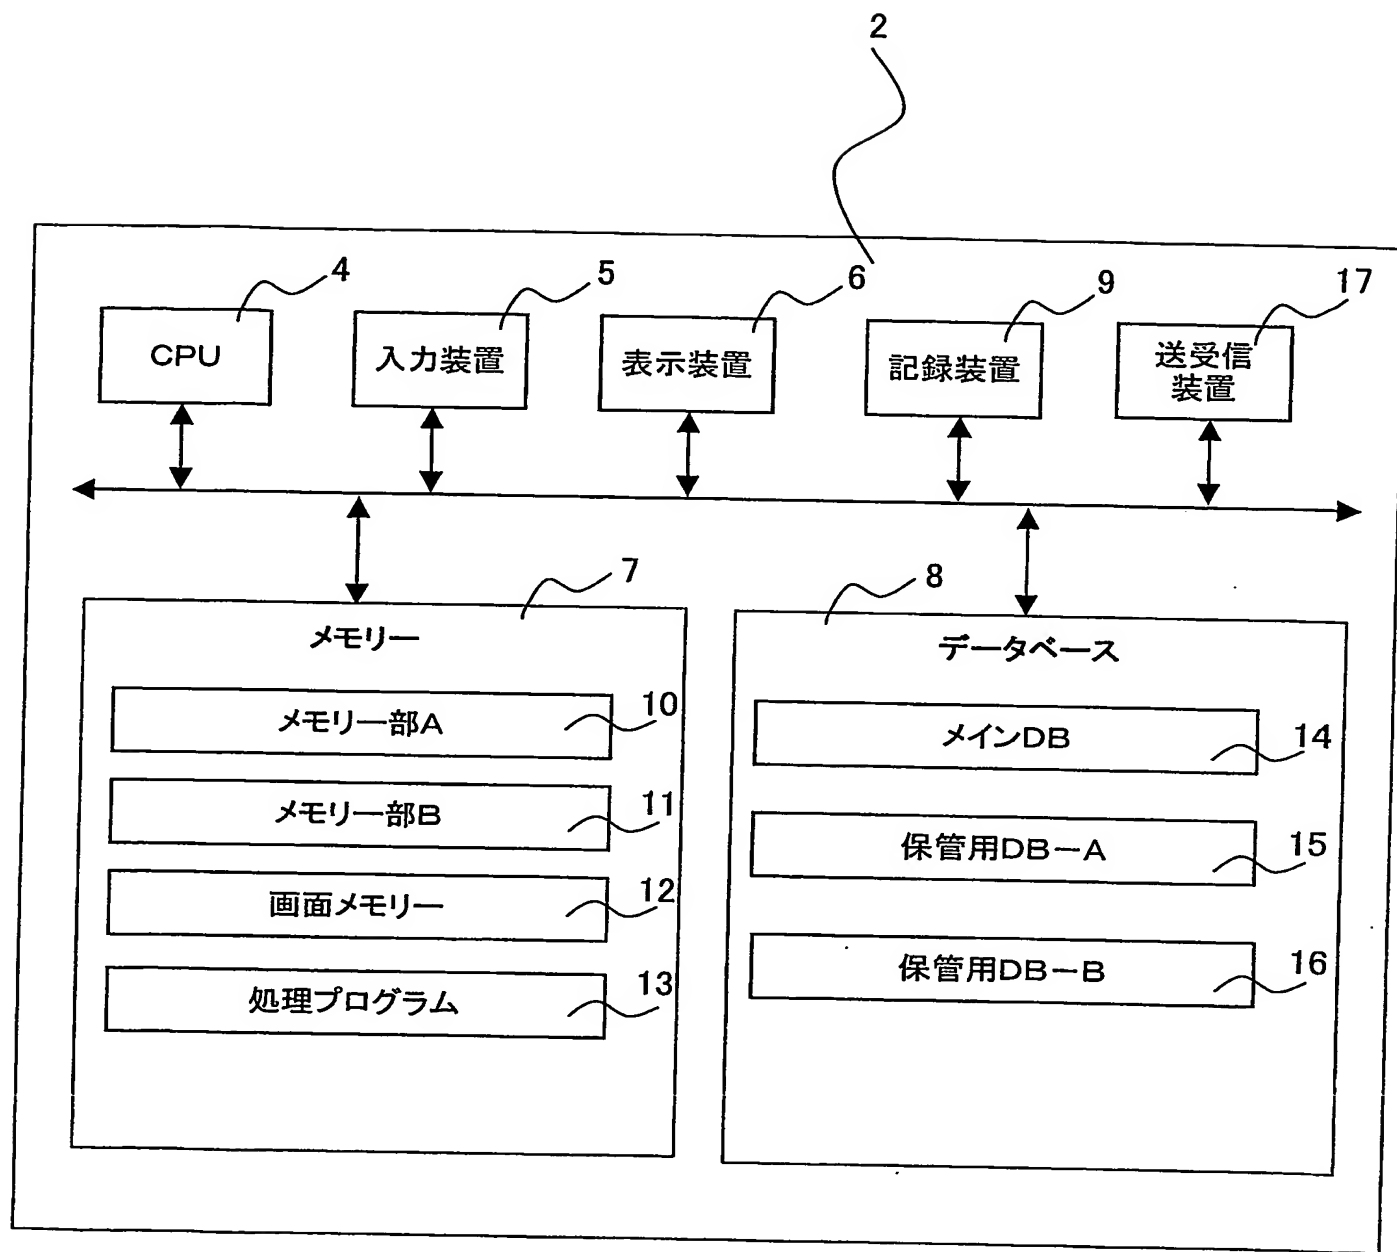 2
4
5
6
9
17
CPU
入力装置
表示装置
記録装置
送受信
装置
7
メモリー
メモリー部A
10
メモリー部B
11
画面メモリー
12
処理プログラム
13
8
データベース
メインDB
14
保管用DB－A
15
保管用DB－B
16